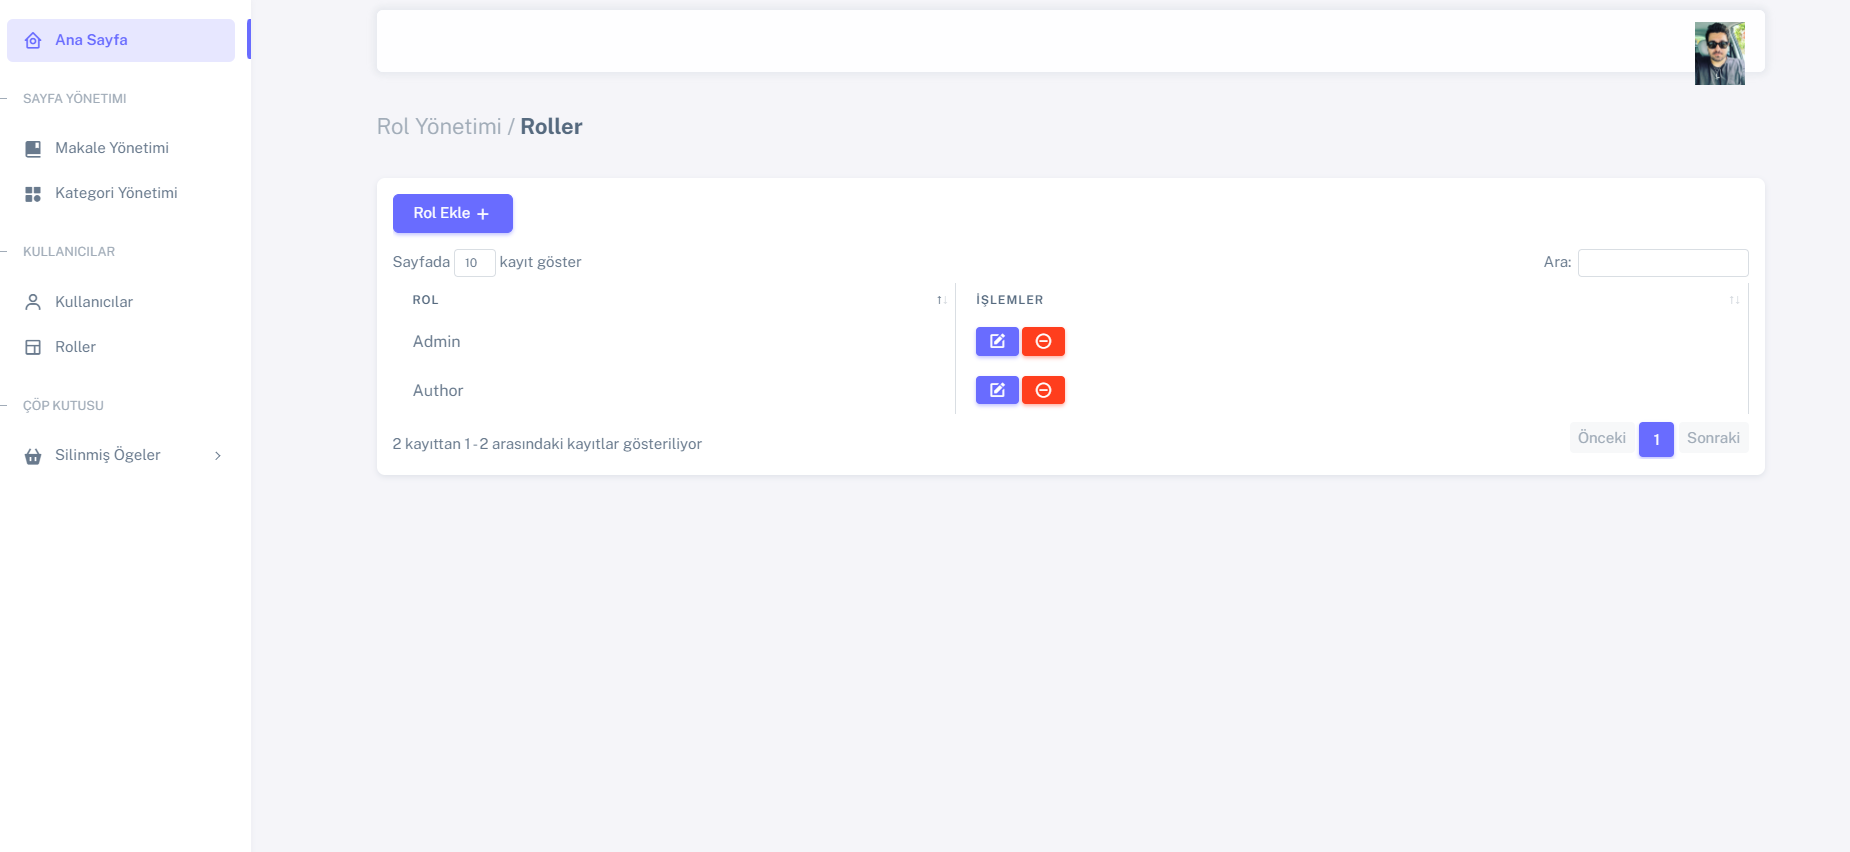 Ana Sayfa
SAYFA YÖNETIMI
Makale Yönetimi
Kategori Yönetimi
KULLANICILAR
Kullanıcılar
Roller
ÇÖP KUTUSU
Silinmiş Ögeler
Rol Yönetimi / Roller
Rol Ekle +
Sayfada 10 kayıt göster
Ara:
ROL İŞLEMLER
Admin
Author
2 kayıttan 1 - 2 arasındaki kayıtlar gösteriliyor
Önceki 1 Sonraki